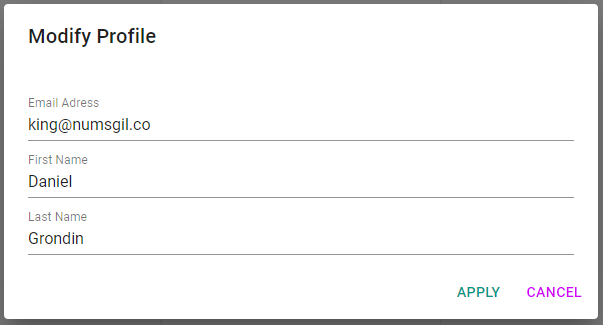 Modify Profile
Email Adress
king@numsgil.co
First Name
Daniel
Last Name
Grondin
APPLY CANCEL